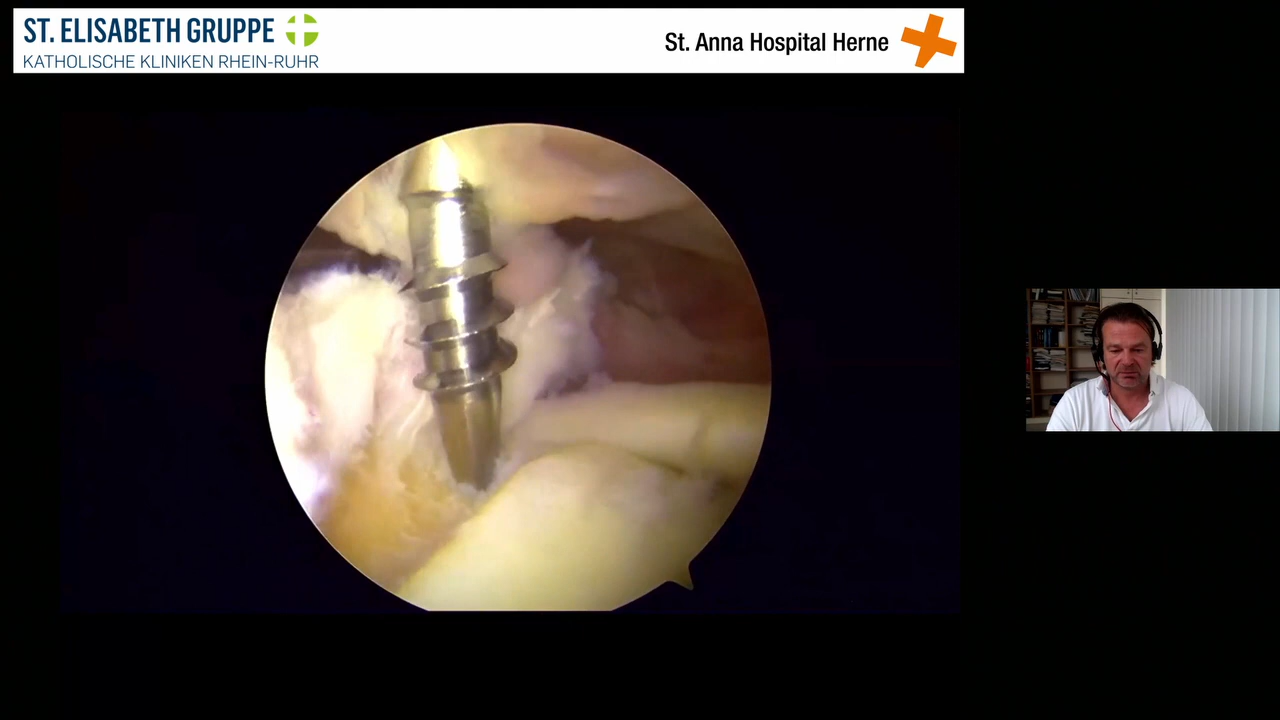 ST. ELISABETH GRUPPE
KATHOLISCHE KLINIKEN RHEIN-RUHR
St. Anna Hospital Herne